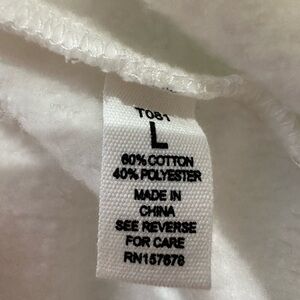 T081
L
60% COTTON
40% POLYESTER
MADE IN
CHINA
SEE REVERSE
FOR CARE
RN157678